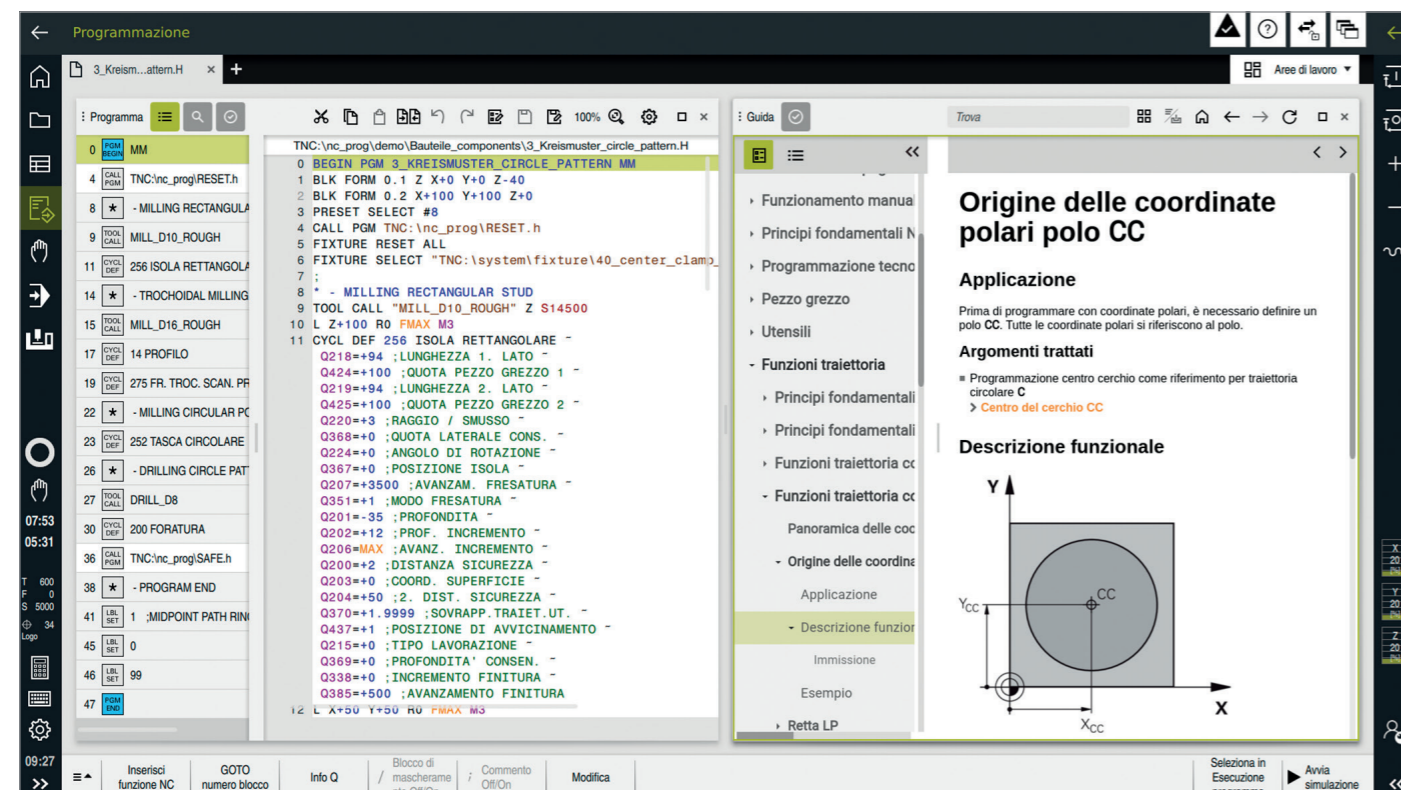 Programmazione
3_Kreism...attern.H × +
Aree di lavoro
Programma
100%
0 PGM BEGIN MM
4 CALL PGM TNC:\nc_prog\RESET.h
8 * - MILLING RECTANGULA
9 TOOL CALL MILL_D10_ROUGH
11 CYCL DEF 256 ISOLA RETTANGOLA
14 * - TROCHOIDAL MILLING
15 TOOL CALL MILL_D16_ROUGH
17 CYCL DEF 14 PROFILO
19 CYCL DEF 275 FR. TROC. SCAN. PR
22 * - MILLING CIRCULAR PO
23 CYCL DEF 252 TASCA CIRCOLARE
26 * - DRILLING CIRCLE PAT
27 TOOL CALL DRILL_D8
30 CYCL DEF 200 FORATURA
36 CALL PGM TNC:\nc_prog\SAFE.h
38 * - PROGRAM END
41 LBL SET 1 ;MIDPOINT PATH RIN
45 LBL SET 0
46 LBL SET 99
47 PGM END
TNC:\nc_prog\demo\Bauteile_components\3_Kreismuster_circle_pattern.H
0 BEGIN PGM 3_KREISMUSTER_CIRCLE_PATTERN MM
1 BLK FORM 0.1 Z X+0 Y+0 Z-40
2 BLK FORM 0.2 X+100 Y+100 Z+0
3 PRESET SELECT #8
4 CALL PGM TNC:\nc_prog\RESET.h
5 FIXTURE RESET ALL
6 FIXTURE SELECT "TNC:\system\fixture\40_center_clamp_
7 ;
8 * - MILLING RECTANGULAR STUD
9 TOOL CALL "MILL_D10_ROUGH" Z S14500
10 L Z+100 R0 FMAX M3
11 CYCL DEF 256 ISOLA RETTANGOLARE ~
Q218=+94 ;LUNGHEZZA 1. LATO ~
Q424=+100 ;QUOTA PEZZO GREZZO 1 ~
Q219=+94 ;LUNGHEZZA 2. LATO ~
Q425=+100 ;QUOTA PEZZO GREZZO 2 ~
Q220=+3 ;RAGGIO / SMUSSO ~
Q368=+0 ;QUOTA LATERALE CONS. ~
Q224=+0 ;ANGOLO DI ROTAZIONE ~
Q367=+0 ;POSIZIONE ISOLA ~
Q207=+3500 ;AVANZAM. FRESATURA ~
Q351=+1 ;MODO FRESATURA ~
Q201=-35 ;PROFONDITA ~
Q202=+12 ;PROF. INCREMENTO ~
Q206=MAX ;AVANZ. INCREMENTO ~
Q200=+2 ;DISTANZA SICUREZZA ~
Q203=+0 ;COORD. SUPERFICIE ~
Q204=+50 ;2. DIST. SICUREZZA ~
Q370=+1.9999 ;SOVRAPP.TRAIET.UT. ~
Q437=+1 ;POSIZIONE DI AVVICINAMENTO ~
Q215=+0 ;TIPO LAVORAZIONE ~
Q369=+0 ;PROFONDITA' CONSEN. ~
Q338=+0 ;INCREMENTO FINITURA ~
Q385=+500 ;AVANZAMENTO FINITURA
12 L X+50 Y+50 R0 FMAX M3
Guida
Trova
Funzionamento manua
Principi fondamentali N
Programmazione tecno
Pezzo grezzo
Utensili
Funzioni traiettoria
Principi fondamentali
Principi fondamentali
Funzioni traiettoria co
Funzioni traiettoria co
Panoramica delle coo
Origine delle coordina
Applicazione
Descrizione funzior
Immissione
Esempio
Retta LP
Origine delle coordinate
polari polo CC
Applicazione
Prima di programmare con coordinate polari, è necessario definire un
polo CC. Tutte le coordinate polari si riferiscono al polo.
Argomenti trattati
Programmazione centro cerchio come riferimento per traiettoria
circolare C
Centro del cerchio CC
Descrizione funzionale
Y
CC
YCC
X
XCC
07:53
05:31
T 600
F 0
S 5000
34
Logo
09:27
X
20
Y
20
Z
20
Inserisci
funzione NC
GOTO
numero blocco
Info Q
/ Blocco di
mascherame
; Commento
Off/On
Modifica
Seleziona in
Esecuzione
Avvia
simulazione